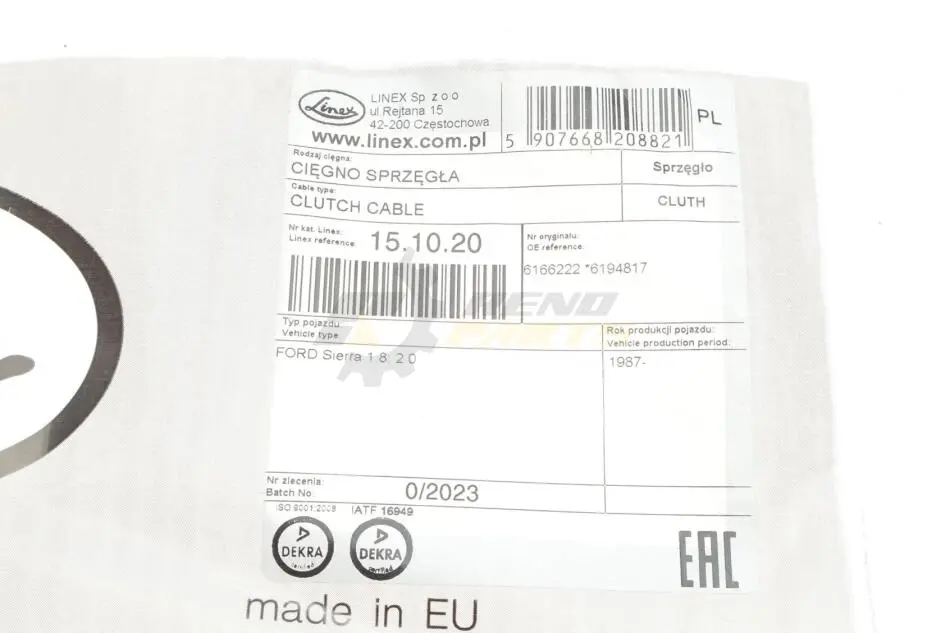 Linex
LINEX Sp z o o
ul Rejtana 15
42-200 Częstochowa
www.linex.com.pl
5 907668 208821
PL
Rodzaj cięgna:
CIĘGNO SPRZĘGŁA
Sprzęgło
Cable type:
CLUTCH CABLE
CLUTH
Nr kat. Linex:
Linex reference
15.10.20
Nr oryginału:
OE reference:
6166222 *6194817
RENO
PARTS
Typ pojazdu:
Vehicle type
Rok produkcji pojazdu:
Vehicle production period:
FORD Sierra 1 8, 2 0
1987-
Nr zlecenia:
Batch No.
0/2023
ISO 9001:2008 IATF 16949
DEKRA
DEKRA
EAC
made in EU